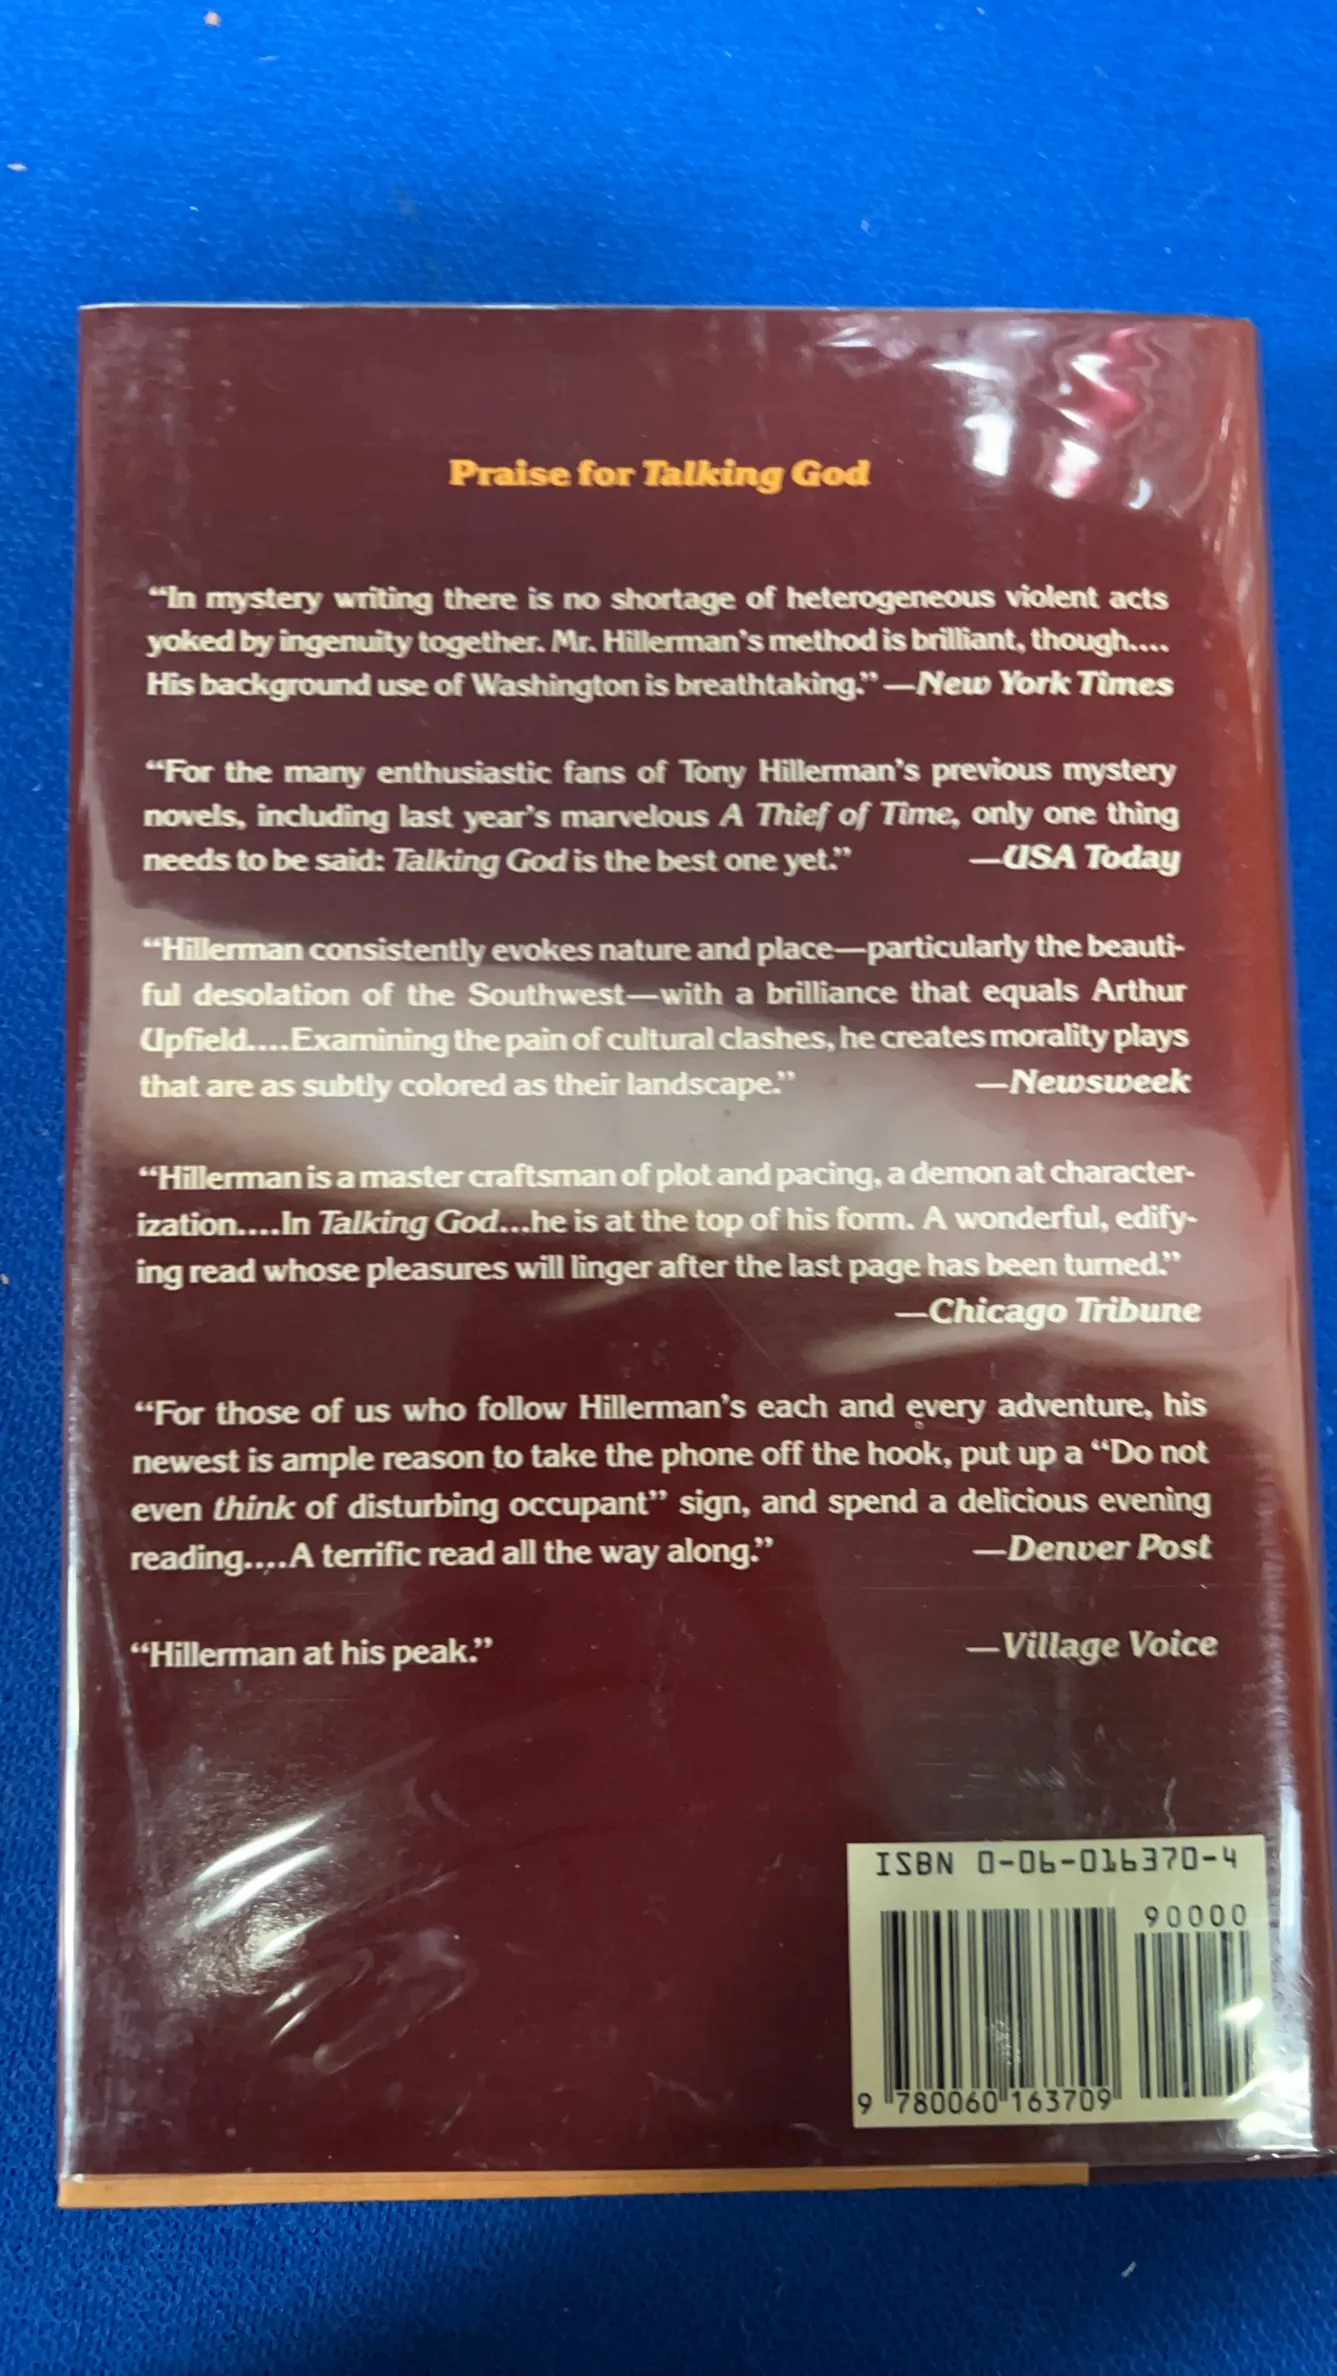 Praise for Talking God
“In mystery writing there is no shortage of heterogeneous violent acts
yoked by ingenuity together. Mr. Hillerman’s method is brilliant, though....
His background use of Washington is breathtaking.” —New York Times
“For the many enthusiastic fans of Tony Hillerman’s previous mystery
novels, including last year’s marvelous A Thief of Time, only one thing
needs to be said: Talking God is the best one yet.” —USA Today
“Hillerman consistently evokes nature and place—particularly the beauti-
ful desolation of the Southwest—with a brilliance that equals Arthur
Upfield....Examining the pain of cultural clashes, he creates morality plays
that are as subtly colored as their landscape.” —Newsweek
“Hillerman is a master craftsman of plot and pacing, a demon at character-
ization....In Talking God...he is at the top of his form. A wonderful, edify-
ing read whose pleasures will linger after the last page has been turned.”
—Chicago Tribune
“For those of us who follow Hillerman’s each and every adventure, his
newest is ample reason to take the phone off the hook, put up a “Do not
even think of disturbing occupant” sign, and spend a delicious evening
reading....A terrific read all the way along.” —Denver Post
“Hillerman at his peak.” —Village Voice
ISBN 0-06-016370-4
90000
9 780060 163709